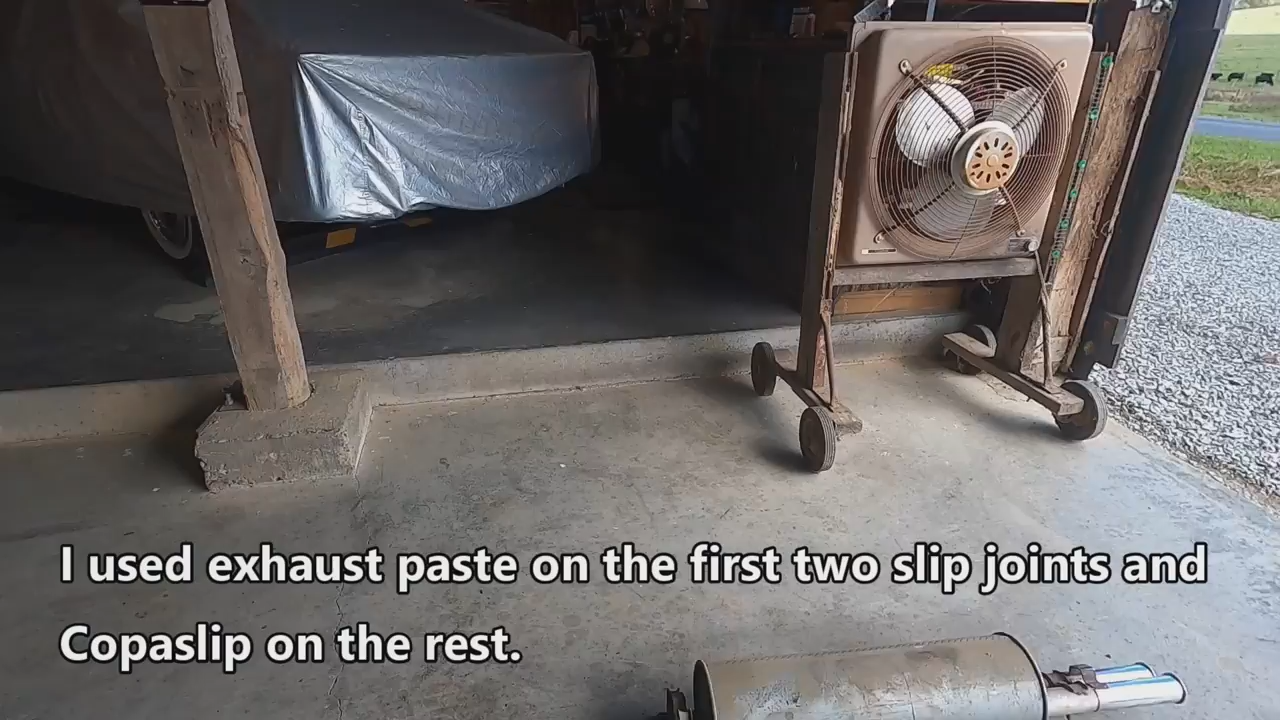 I used exhaust paste on the first two slip joints and
Copaslip on the rest.